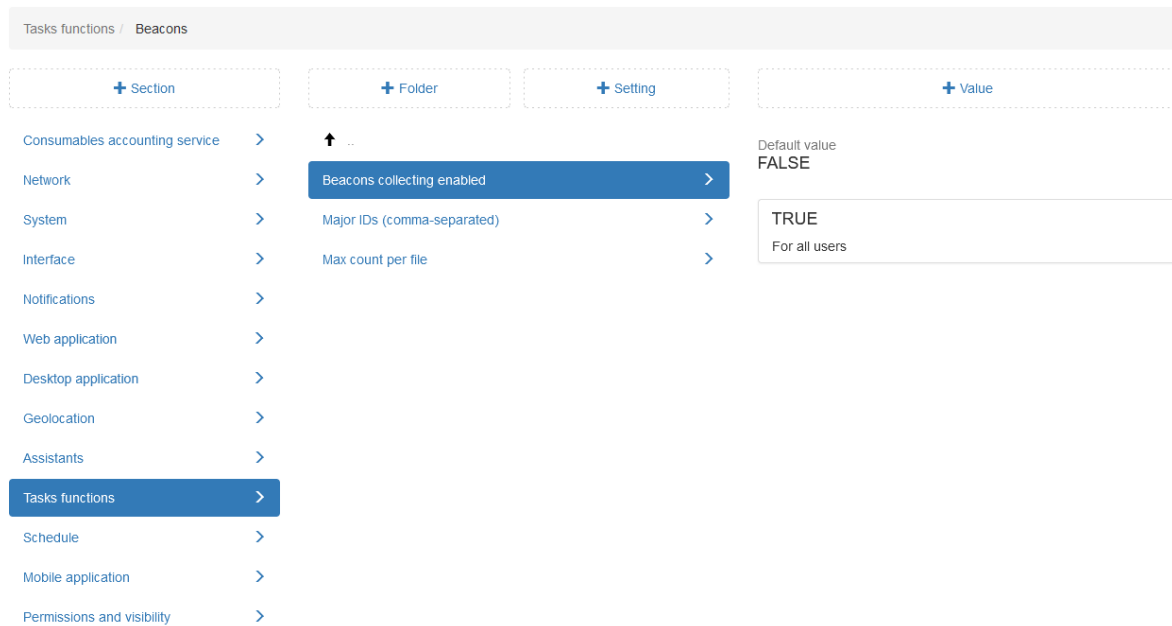 Tasks functions / Beacons
+ Section
+ Folder
+ Setting
+ Value
Consumables accounting service
Network
System
Interface
Notifications
Web application
Desktop application
Geolocation
Assistants
Tasks functions
Schedule
Mobile application
Permissions and visibility
..
Beacons collecting enabled
Major IDs (comma-separated)
Max count per file
Default value
FALSE
TRUE
For all users